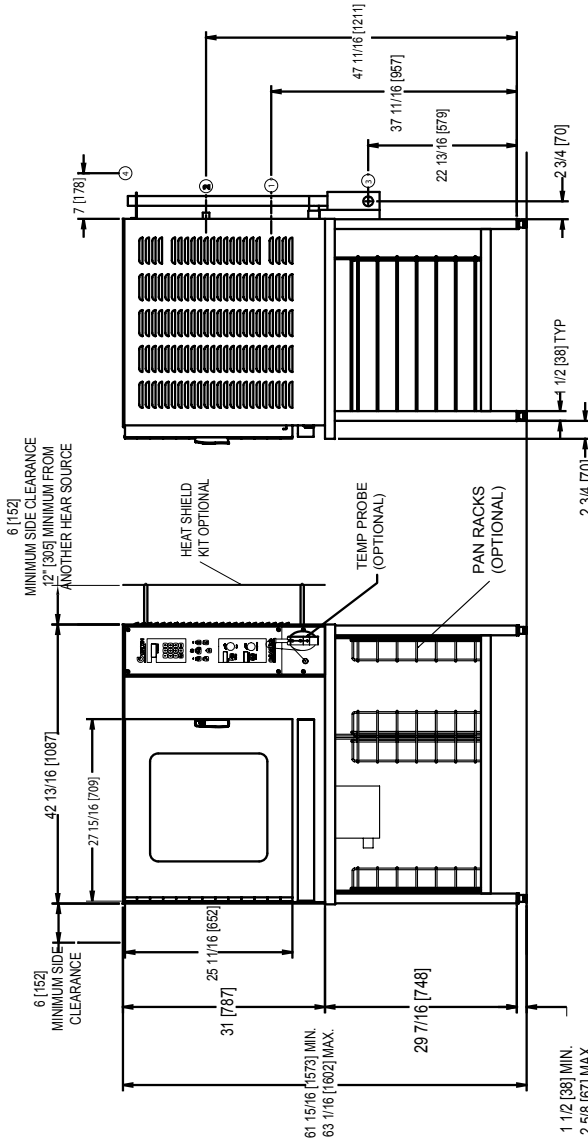 6 [152]
MINIMUM SIDE
CLEARANCE
42 13/16 [1087]
27 15/16 [709]
6 [152]
MINIMUM SIDE CLEARANCE
12" [305] MINIMUM FROM
ANOTHER HEAR SOURCE
25 11/16 [652]
31 [787]
61 15/16 [1573] MIN.
63 1/16 [1602] MAX.
29 7/16 [748]
1 1/2 [38] MIN.
2 5/8 [67] MAX.
HEAT SHIELD
KIT OPTIONAL
TEMP PROBE
(OPTIONAL)
PAN RACKS
(OPTIONAL)
7 [178]
4
2
1
3
47 11/16 [1211]
37 11/16 [957]
22 13/16 [579]
2 3/4 [70]
1 1/2 [38] TYP
2 3/4 [70]